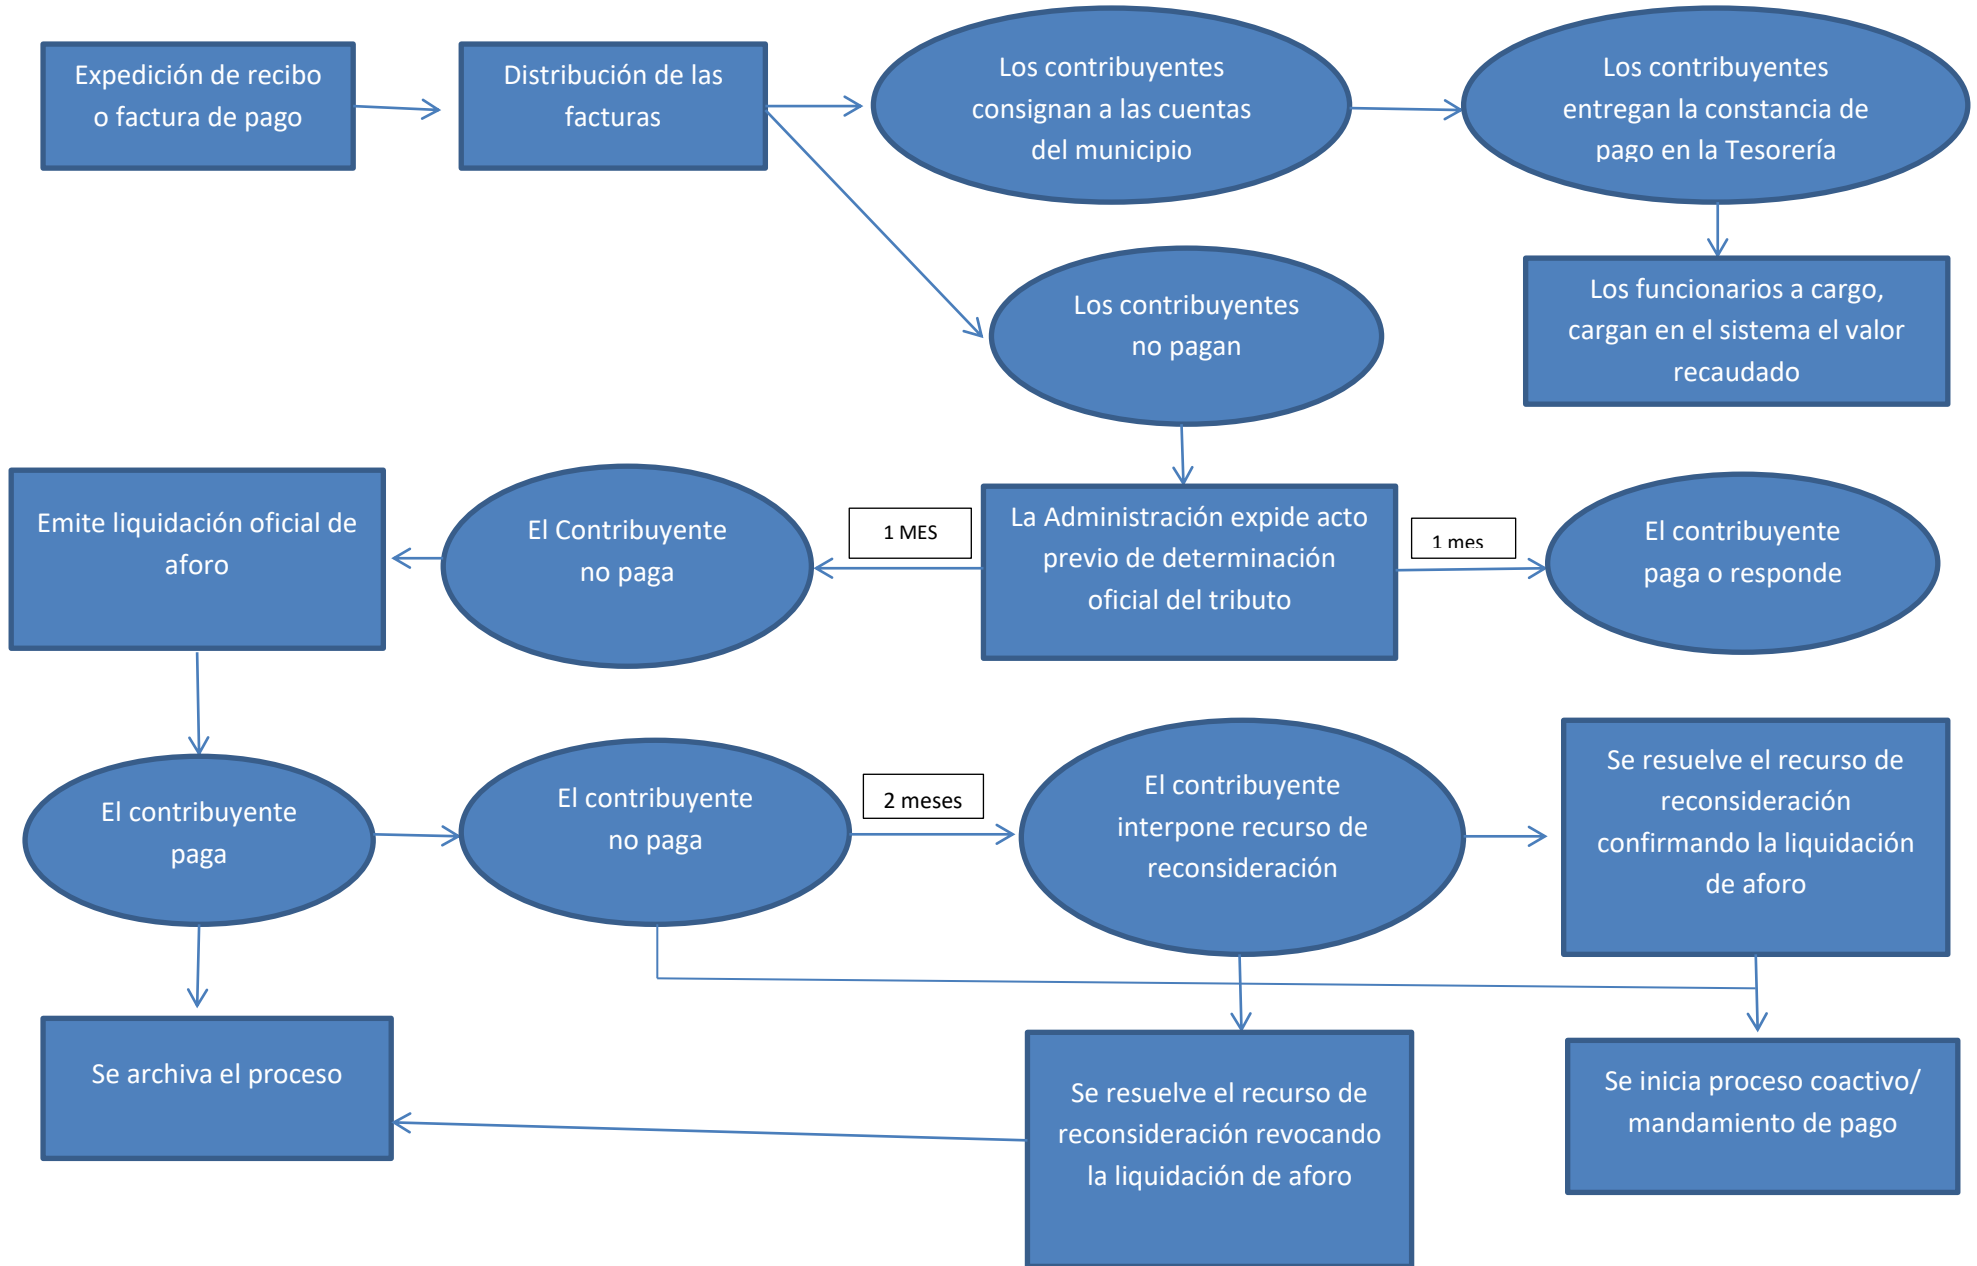 Expedición de recibo
o factura de pago
Distribución de las
facturas
Los contribuyentes
consignan a las cuentas
del municipio
Los contribuyentes
entregan la constancia de
pago en la Tesorería
Los contribuyentes
no pagan
Los funcionarios a cargo,
cargan en el sistema el valor
recaudado
Emite liquidación oficial de
aforo
El Contribuyente
no paga
1 MES
La Administración expide acto
previo de determinación
oficial del tributo
1 mes
El contribuyente
paga o responde
El contribuyente
paga
El contribuyente
no paga
2 meses
El contribuyente
interpone recurso de
reconsideración
Se resuelve el recurso de
reconsideración
confirmando la liquidación
de aforo
Se archiva el proceso
Se resuelve el recurso de
reconsideración revocando
la liquidación de aforo
Se inicia proceso coactivo/
mandamiento de pago